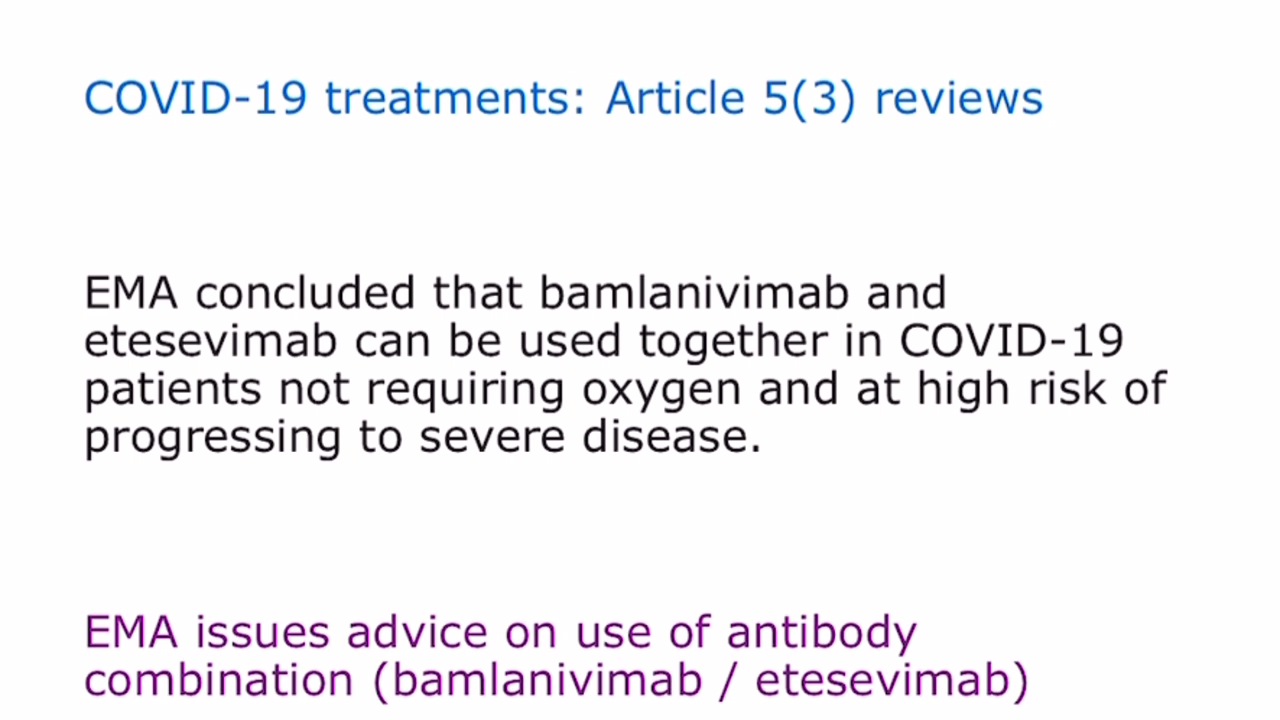 COVID-19 treatments: Article 5(3) reviews
EMA concluded that bamlanivimab and
etesevimab can be used together in COVID-19
patients not requiring oxygen and at high risk of
progressing to severe disease.
EMA issues advice on use of antibody
combination (bamlanivimab / etesevimab)